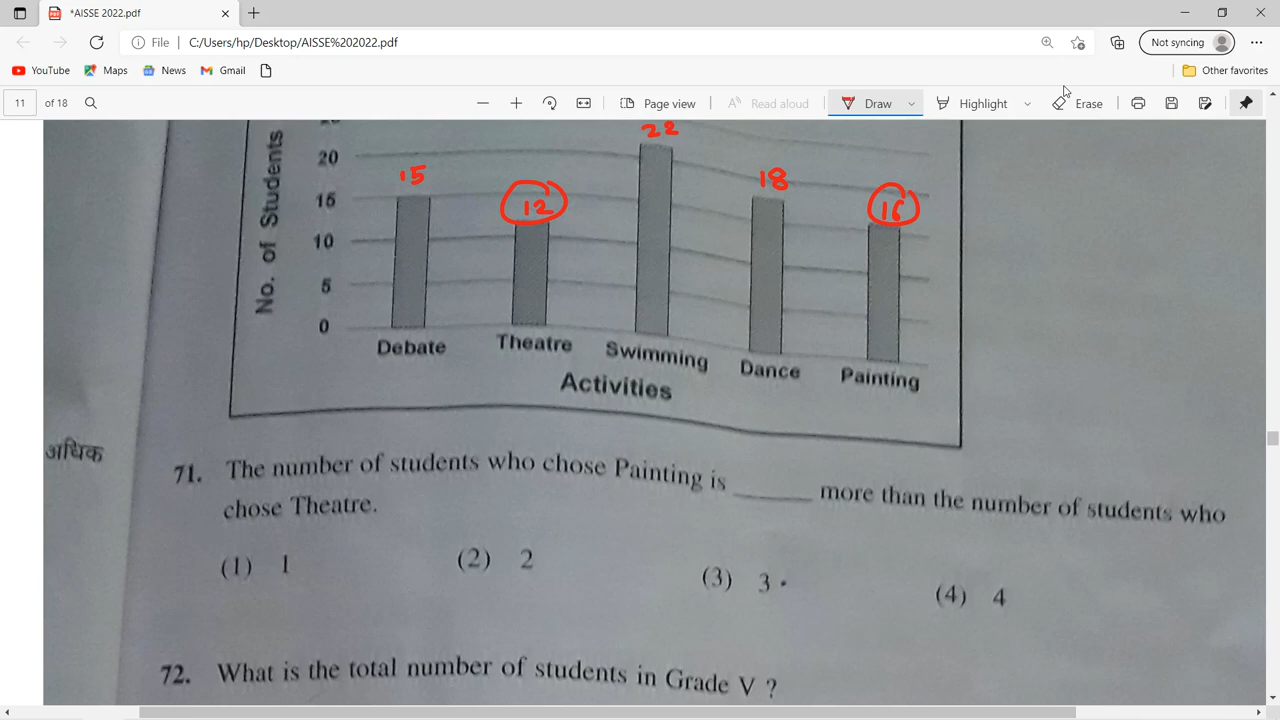 *AISSE 2022.pdf
File C:/Users/hp/Desktop/AISSE%202022.pdf Not syncing
YouTube Maps News Gmail Other favorites
11 of 18 Page view Read aloud Draw Highlight Erase
No. of Students
20
15
10
5
0
15
12
22
18
16
Debate Theatre Swimming Dance Painting
Activities
अधिक
71. The number of students who chose Painting is ______ more than the number of students who
chose Theatre.
(1) 1 (2) 2 (3) 3 (4) 4
72. What is the total number of students in Grade V ?